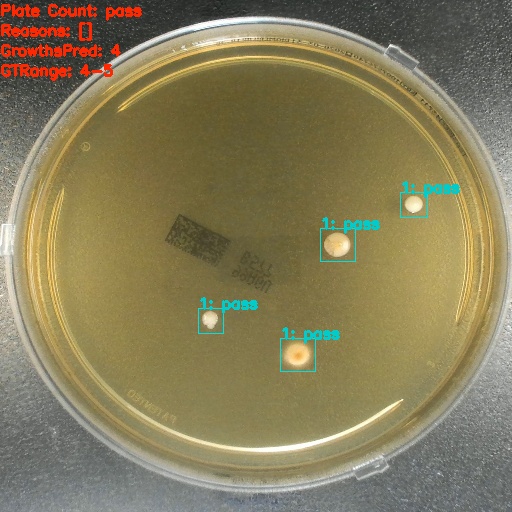 Plate Count: pass
Reasons: []
GrowthsPred: 4
GTRange: 4-5
1: pass
1: pass
1: pass
1: pass